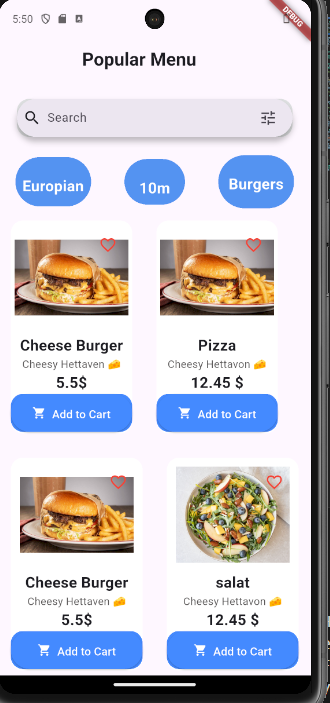 5:50
DEBUG
Popular Menu
Search
Europian
10m
Burgers
Cheese Burger
Cheesy Hettaven 🧀
5.5$
Add to Cart
Pizza
Cheesy Hettavon 🧀
12.45 $
Add to Cart
Cheese Burger
Cheesy Hettaven 🧀
5.5$
Add to Cart
salat
Cheesy Hettavon 🧀
12.45 $
Add to Cart